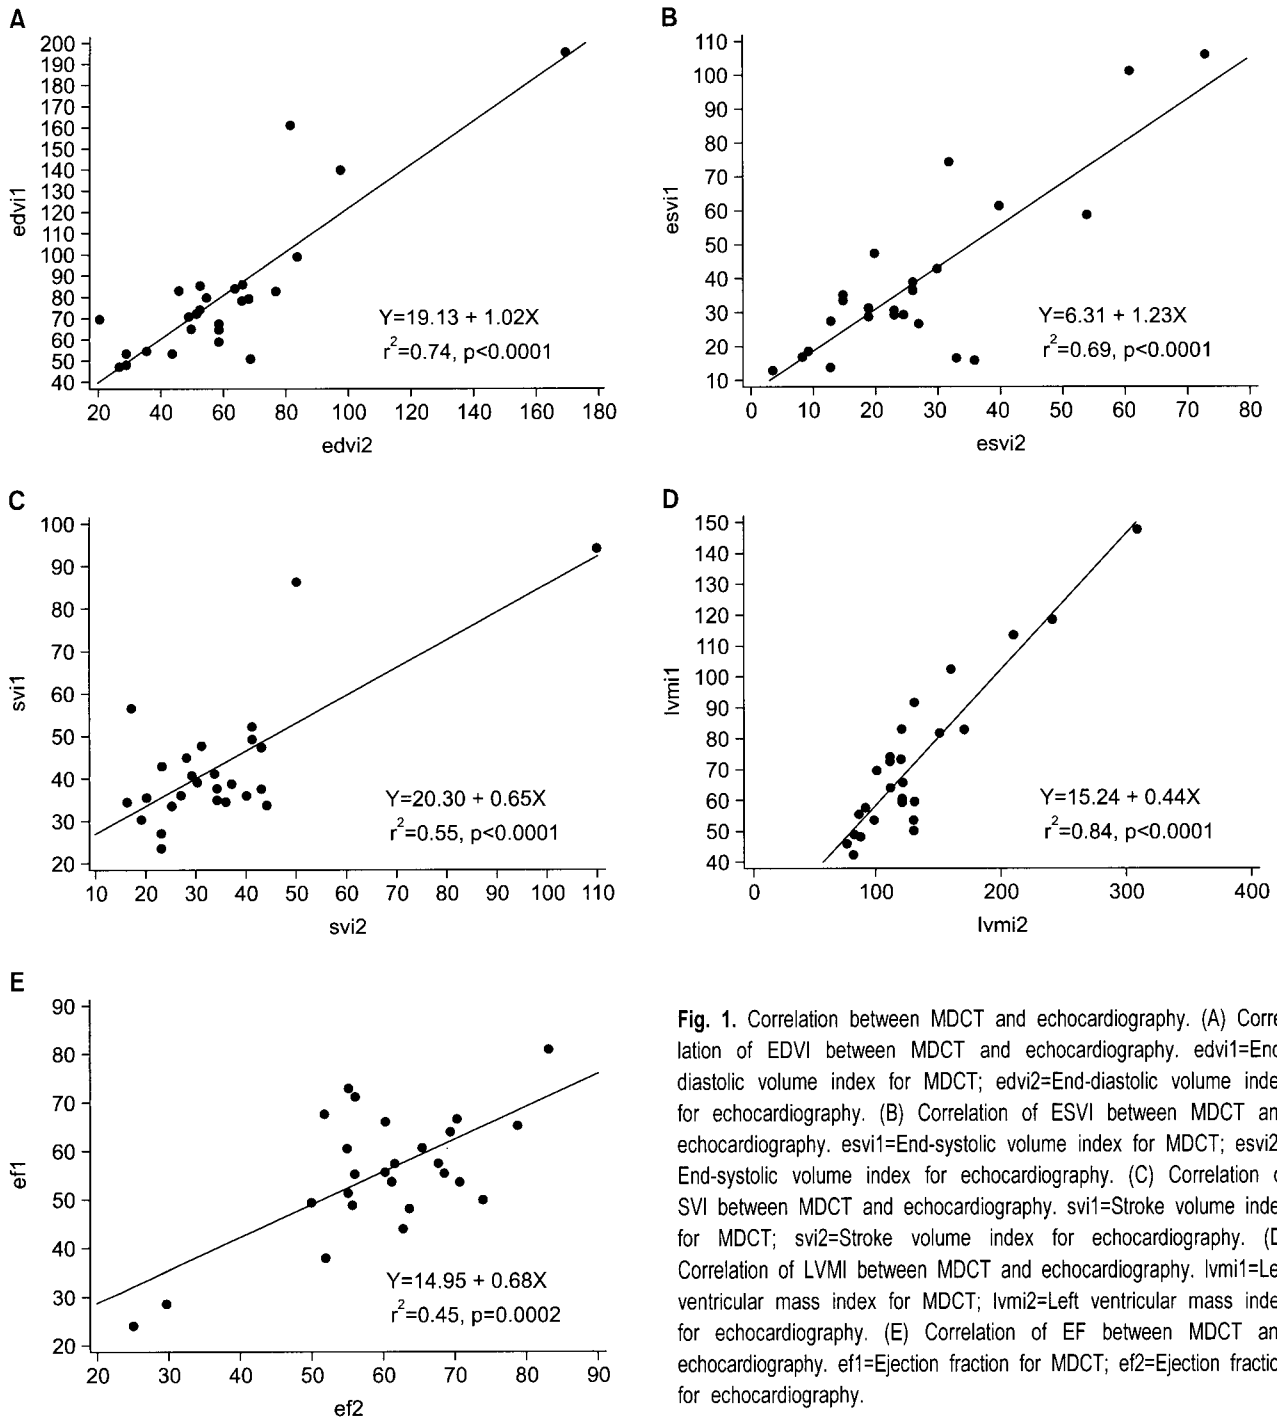 A
200
190
180
170
160
150
140
130
120
110
100
90
80
70
60
50
40
edvi1
Y=19.13 + 1.02X
r²=0.74, p<0.0001
20 40 60 80 100 120 140 160 180
edvi2
B
110
100
90
80
70
60
50
40
30
20
10
esvi1
Y=6.31 + 1.23X
r²=0.69, p<0.0001
0 10 20 30 40 50 60 70 80
esvi2
C
100
90
80
70
60
50
40
30
20
svi1
Y=20.30 + 0.65X
r²=0.55, p<0.0001
10 20 30 40 50 60 70 80 90 100 110
svi2
D
150
140
130
120
110
100
90
80
70
60
50
40
lvmi1
Y=15.24 + 0.44X
r²=0.84, p<0.0001
0 100 200 300 400
lvmi2
E
90
80
70
60
50
40
30
20
ef1
Y=14.95 + 0.68X
r²=0.45, p=0.0002
20 30 40 50 60 70 80 90
ef2
Fig. 1. Correlation between MDCT and echocardiography. (A) Corre
lation of EDVI between MDCT and echocardiography. edvi1=End
diastolic volume index for MDCT; edvi2=End-diastolic volume inde
for echocardiography. (B) Correlation of ESVI between MDCT an
echocardiography. esvi1=End-systolic volume index for MDCT; esvi2
End-systolic volume index for echocardiography. (C) Correlation o
SVI between MDCT and echocardiography. svi1=Stroke volume inde
for MDCT; svi2=Stroke volume index for echocardiography. (D
Correlation of LVMI between MDCT and echocardiography. lvmi1=Le
ventricular mass index for MDCT; lvmi2=Left ventricular mass inde
for echocardiography. (E) Correlation of EF between MDCT an
echocardiography. ef1=Ejection fraction for MDCT; ef2=Ejection fractio
for echocardiography.